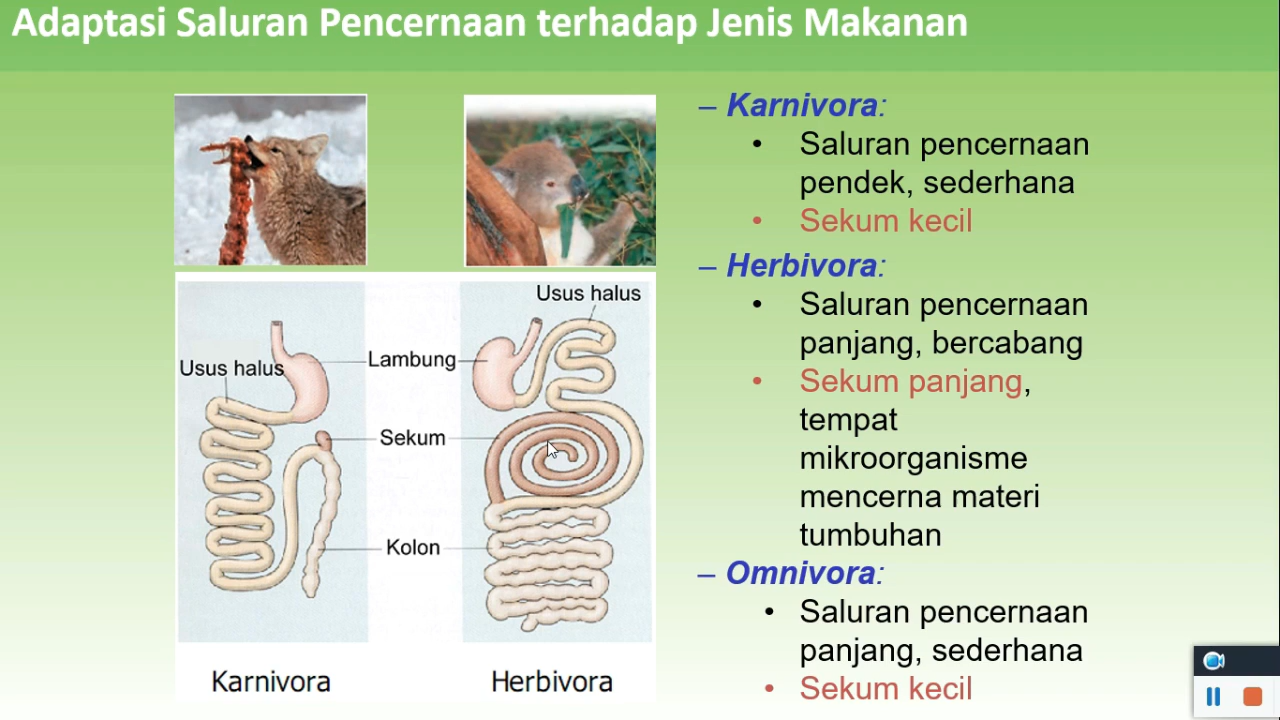 Adaptasi Saluran Pencernaan terhadap Jenis Makanan
– Karnivora:
• Saluran pencernaan
pendek, sederhana
• Sekum kecil
– Herbivora:
• Saluran pencernaan
panjang, bercabang
• Sekum panjang,
tempat
mikroorganisme
mencerna materi
tumbuhan
– Omnivora:
• Saluran pencernaan
panjang, sederhana
• Sekum kecil
Usus halus
Usus halus
Lambung
Sekum
Kolon
Karnivora
Herbivora